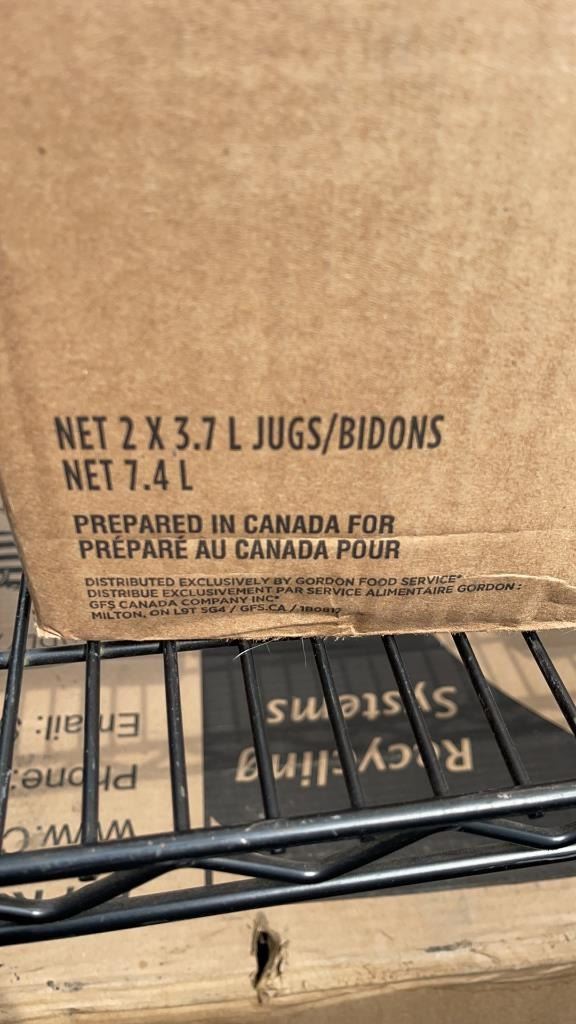 NET 2 X 3.7 L JUGS/BIDONS
NET 7.4 L
PREPARED IN CANADA FOR
PRÉPARÉ AU CANADA POUR
DISTRIBUTED EXCLUSIVELY BY GORDON FOOD SERVICE®
DISTRIBUE EXCLUSIVEMENT PAR SERVICE ALIMENTAIRE GORDON :
GFS CANADA COMPANY INC®
MILTON, ON L9T 5G4 / GFS.CA /
Recycling
Systems
Phone:
Email: